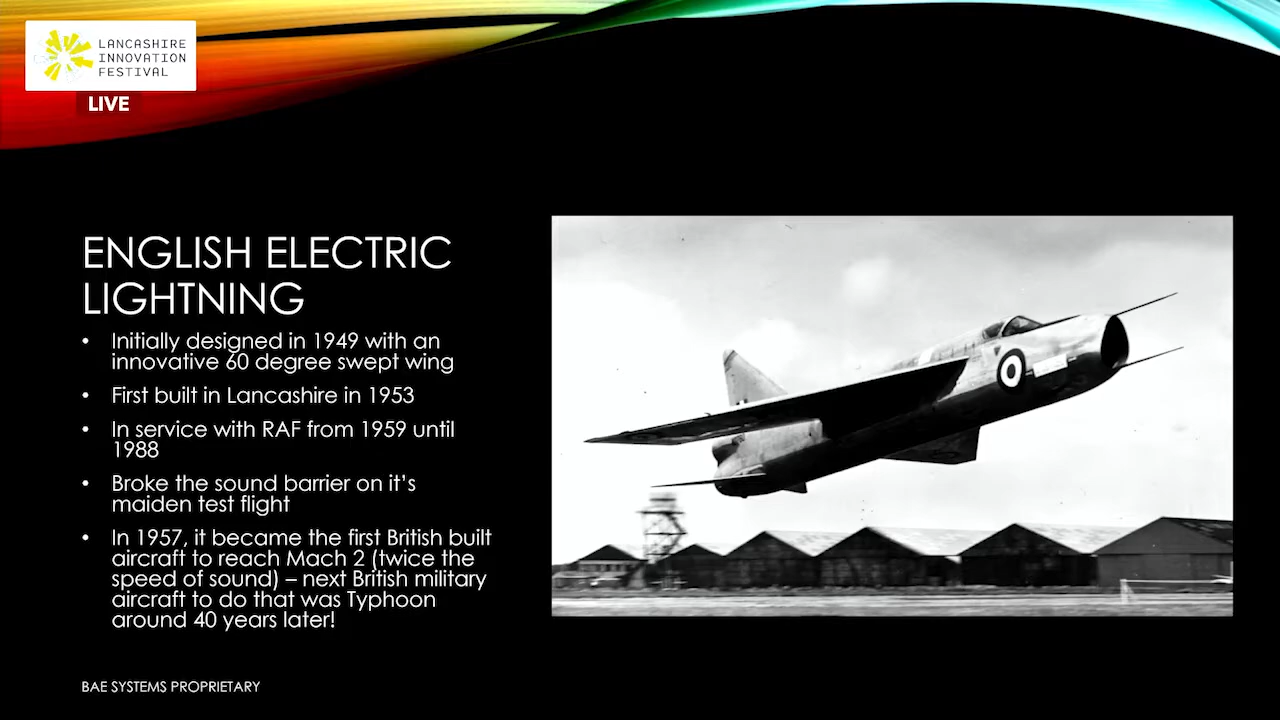 LANCASHIRE
INNOVATION
FESTIVAL
LIVE
ENGLISH ELECTRIC
LIGHTNING
• Initially designed in 1949 with an
innovative 60 degree swept wing
• First built in Lancashire in 1953
• In service with RAF from 1959 until
1988
• Broke the sound barrier on it’s
maiden test flight
• In 1957, it became the first British built
aircraft to reach Mach 2 (twice the
speed of sound) – next British military
aircraft to do that was Typhoon
around 40 years later!
BAE SYSTEMS PROPRIETARY